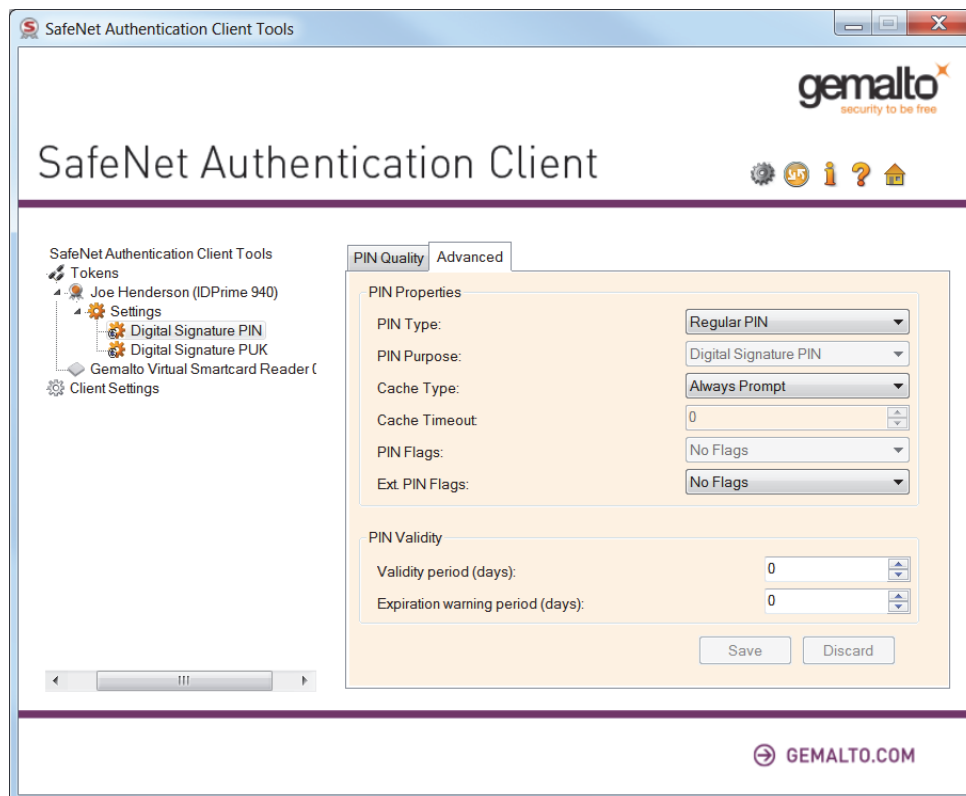 SafeNet Authentication Client Tools
gemalto
security to be free
SafeNet Authentication Client
SafeNet Authentication Client Tools
Tokens
Joe Henderson (IDPrime 940)
Settings
Digital Signature PIN
Digital Signature PUK
Gemalto Virtual Smartcard Reader (
Client Settings
PIN Quality Advanced
PIN Properties
PIN Type: Regular PIN
PIN Purpose: Digital Signature PIN
Cache Type: Always Prompt
Cache Timeout: 0
PIN Flags: No Flags
Ext. PIN Flags: No Flags
PIN Validity
Validity period (days): 0
Expiration warning period (days): 0
Save Discard
GEMALTO.COM